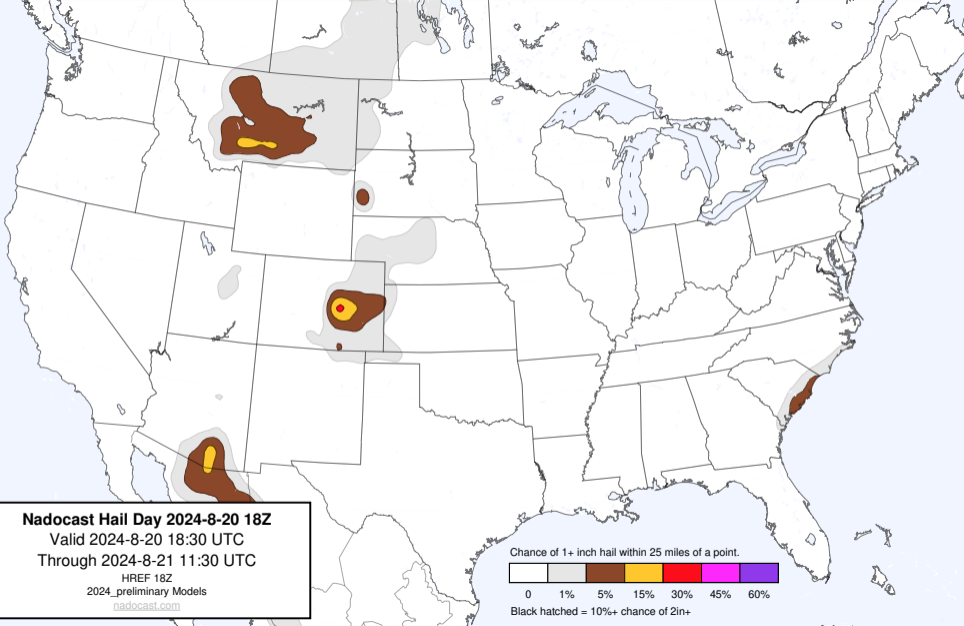 Nadocast Hail Day 2024-8-20 18Z
Valid 2024-8-20 18:30 UTC
Through 2024-8-21 11:30 UTC
HREF 18Z
2024_preliminary Models
nadocast.com
Chance of 1+ inch hail within 25 miles of a point.
0 1% 5% 15% 30% 45% 60%
Black hatched = 10%+ chance of 2in+